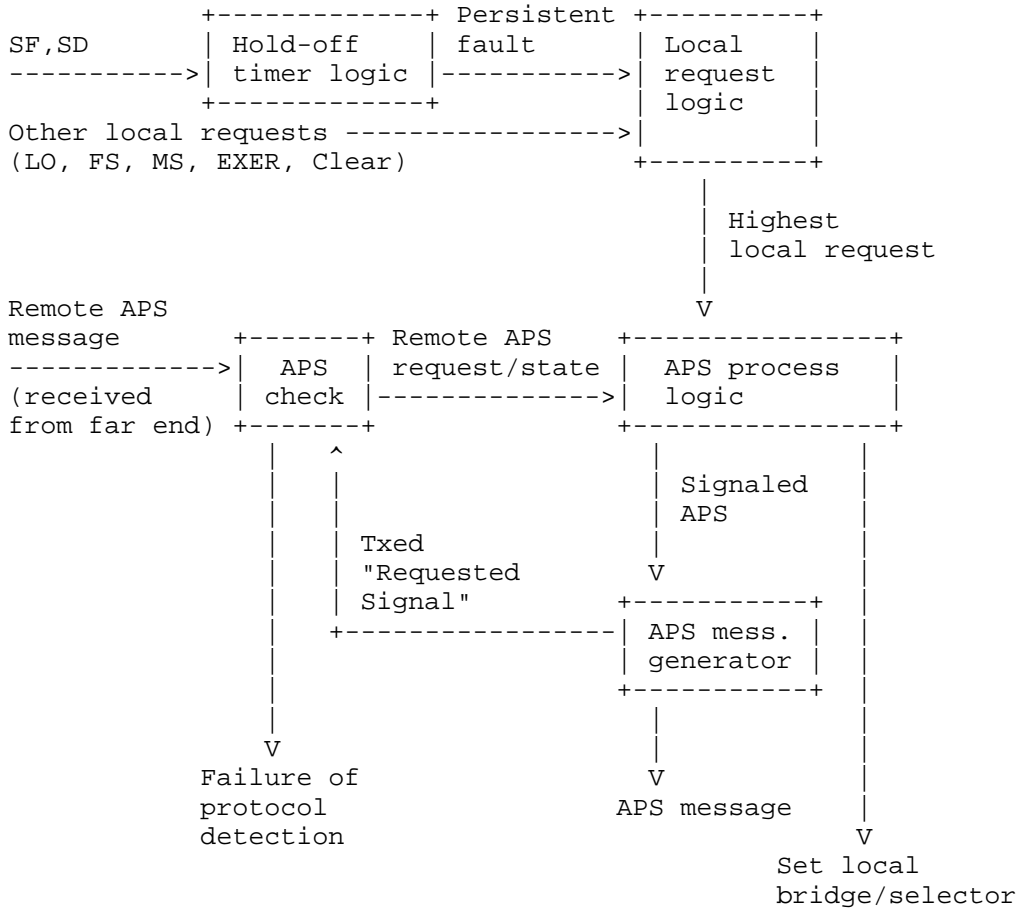 Persistent
SF,SD
Hold-off
timer logic
fault
Local
request
logic
Other local requests
(LO, FS, MS, EXER, Clear)
Highest
local request
V
Remote APS
message
(received
from far end)
APS
check
Remote APS
request/state
APS process
logic
Signaled
APS
V
Txed
"Requested
Signal"
APS mess.
generator
V
Failure of
protocol
detection
V
APS message
V
Set local
bridge/selector